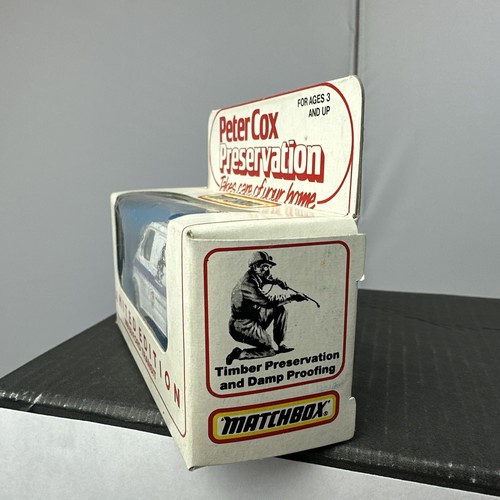 FOR AGES 3
AND UP
Peter Cox
Preservation
Takes care of your home
Timber Preservation
and Damp Proofing
MATCHBOX
EDITION